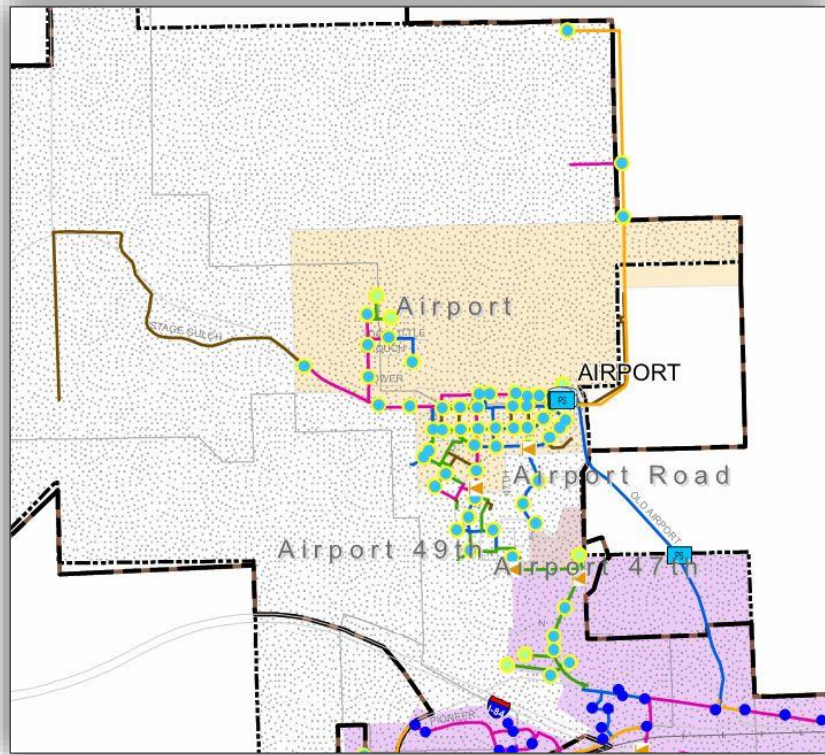 Airport
STAGE GULCH
AIRPORT
PS
Airport Road
OLD AIRPORT
Airport 49th
PS
Airport 47th
N
I-84
PIONEER